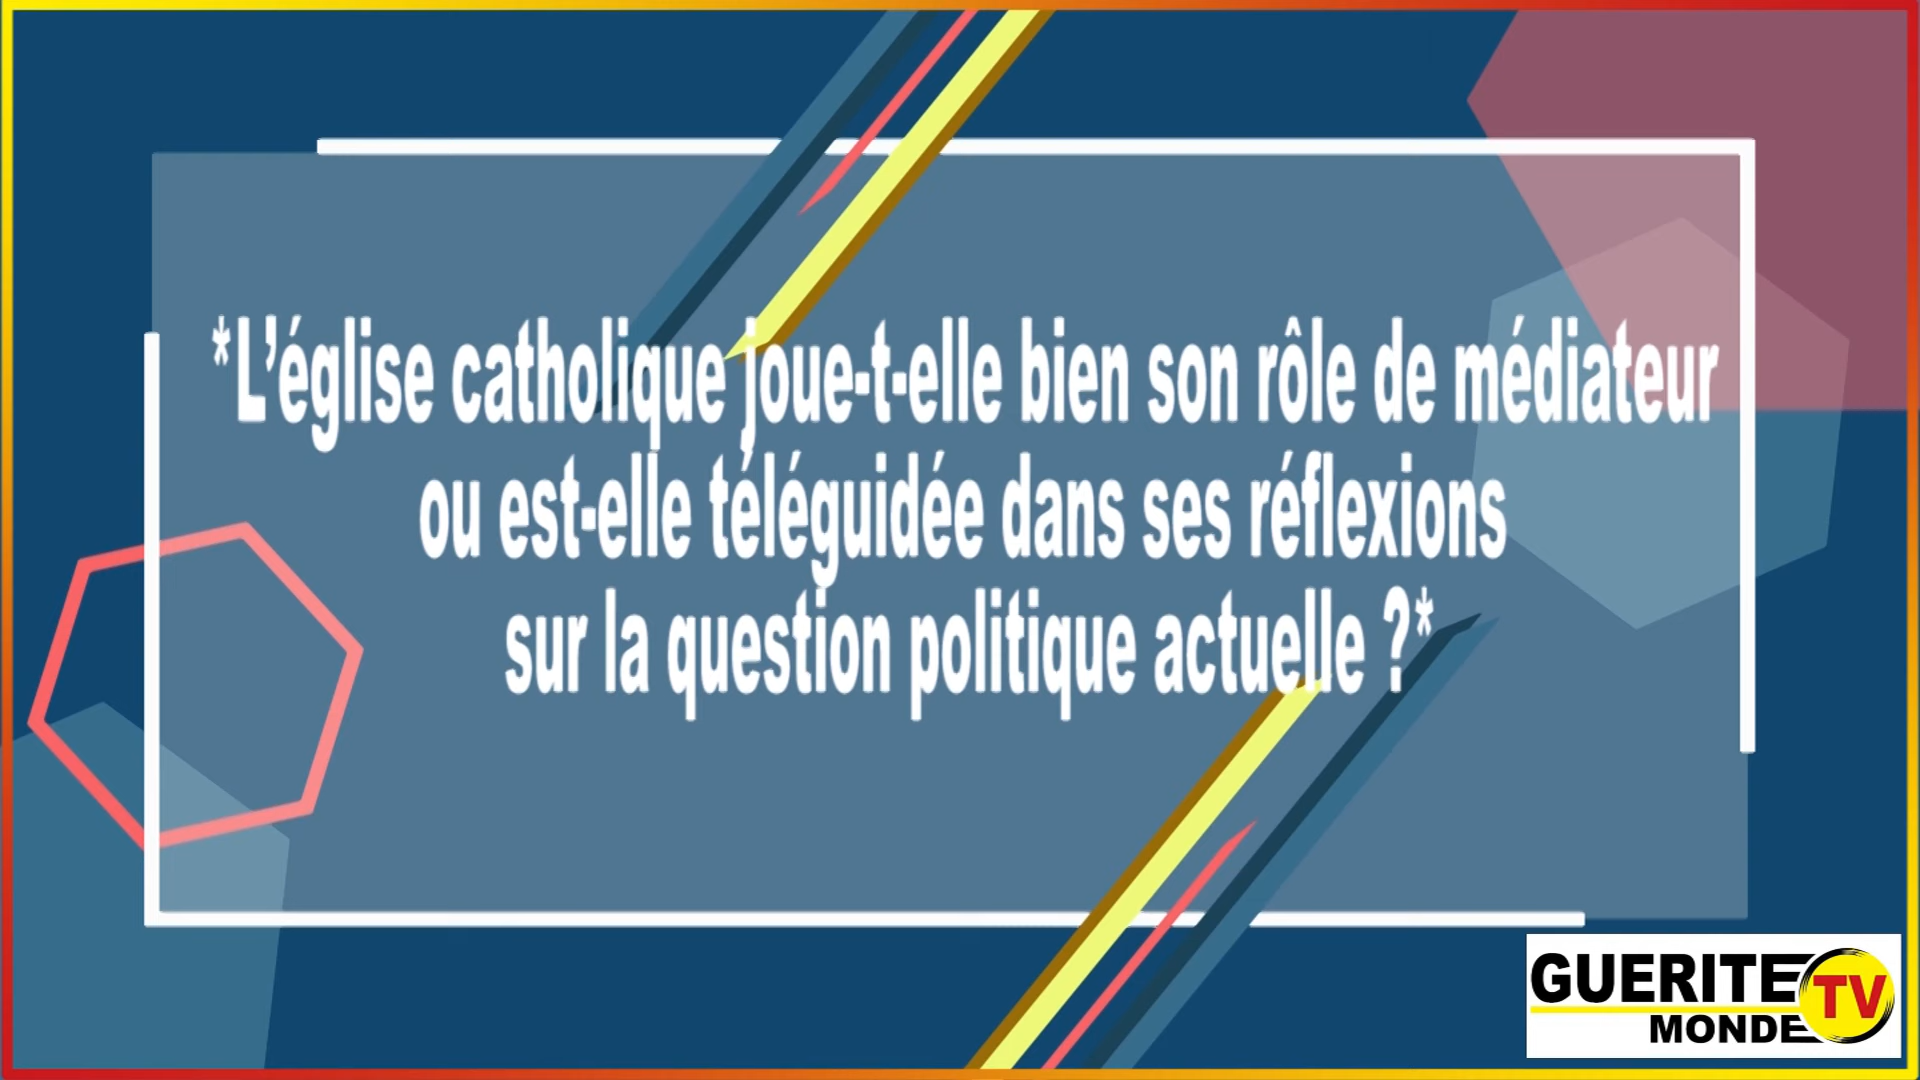 *L’église catholique joue-t-elle bien son rôle de médiateur
ou est-elle téléguidée dans ses réflexions
sur la question politique actuelle ?*
GUERITE TV
MONDE